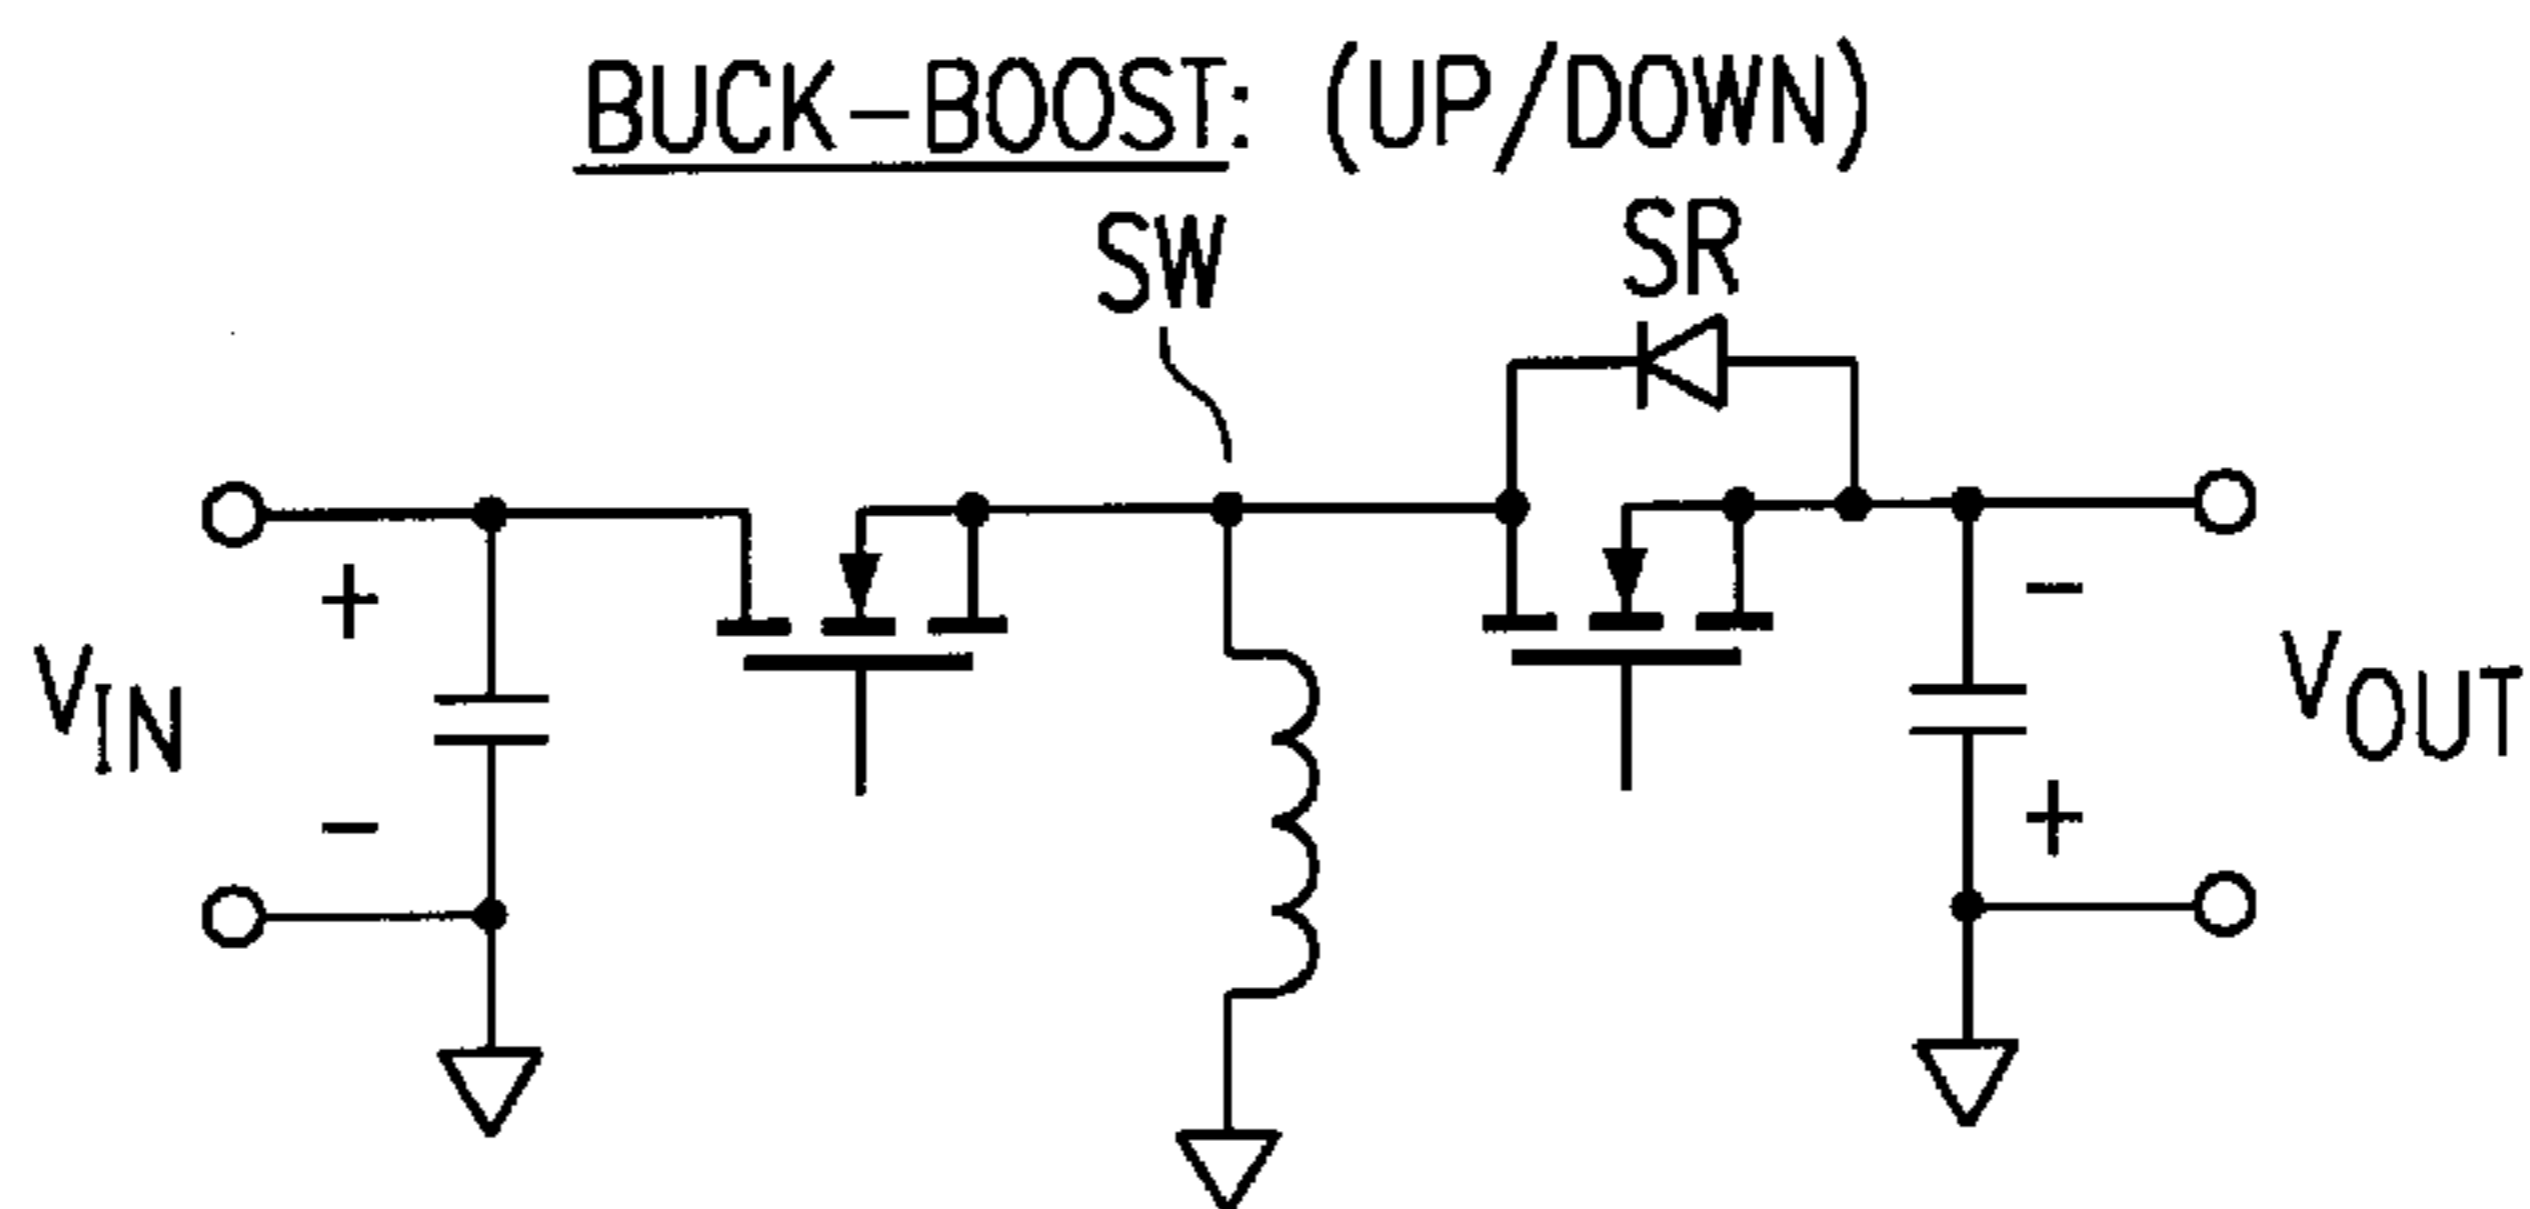 BUCK-BOOST: (UP/DOWN)
SW
SR
+
-
VIN
-
+
VOUT